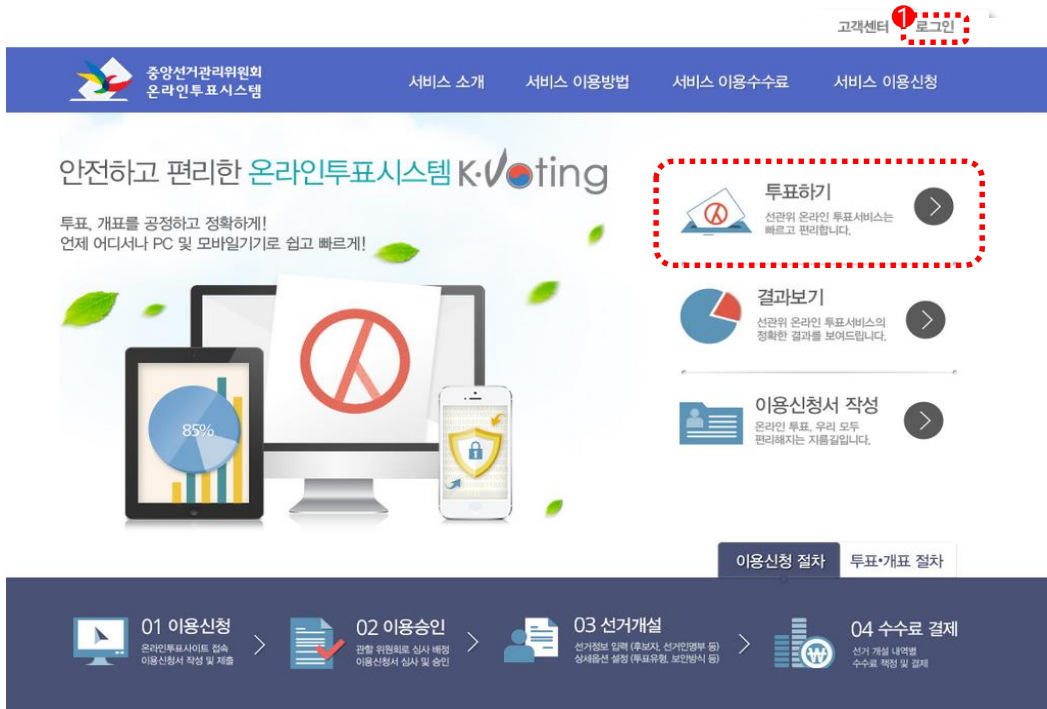 고객센터
1
로그인
중앙선거관리위원회
온라인투표시스템
서비스 소개
서비스 이용방법
서비스 이용수수료
서비스 이용신청
안전하고 편리한 온라인투표시스템 K·Voting
투표, 개표를 공정하고 정확하게!
언제 어디서나 PC 및 모바일기기로 쉽고 빠르게!
투표하기
선관위 온라인 투표서비스는
빠르고 편리합니다.
결과보기
선관위 온라인 투표서비스의
정확한 결과를 보여드립니다.
이용신청서 작성
온라인 투표, 우리 모두
편리해지는 지름길입니다.
85%
이용신청 절차
투표•개표 절차
01 이용신청
온라인투표사이트 접속
이용신청서 작성 및 제출
02 이용승인
관할 위원회로 심사 배정
이용신청서 심사 및 승인
03 선거개설
선거정보 입력 (후보자, 선거인명부 등)
상세옵션 설정 (투표유형, 보안방식 등)
04 수수료 결제
선거 개설 내역별
수수료 책정 및 결제